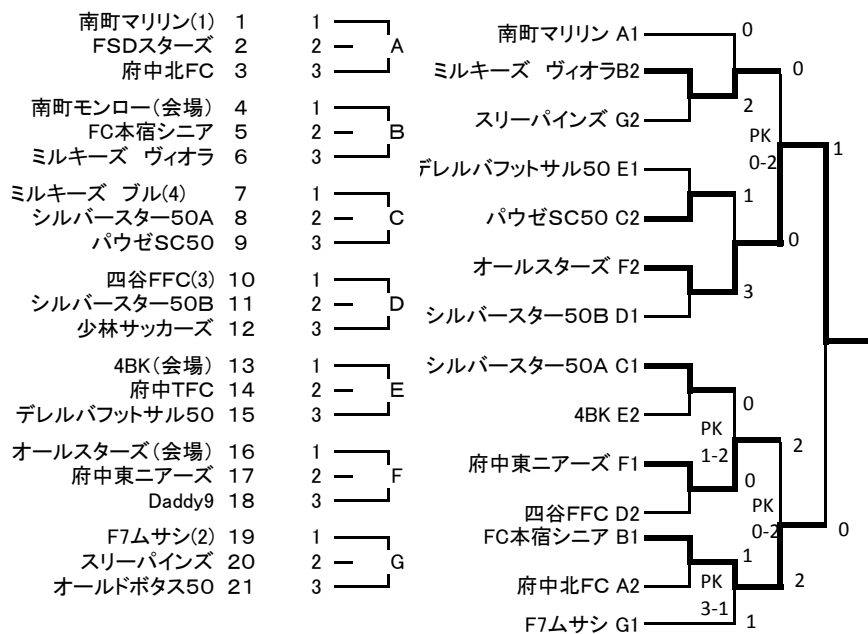 南町マリリン(1) 1 1
FSDスターズ 2 2 A
府中北FC 3 3
南町モンロー(会場) 4 1
FC本宿シニア 5 2 B
ミルキーズ ヴィオラ 6 3
ミルキーズ ブル(4) 7 1
シルバースター50A 8 2 C
パウゼSC50 9 3
四谷FFC(3) 10 1
シルバースター50B 11 2 D
少林サッカーズ 12 3
4BK(会場) 13 1
府中TFC 14 2 E
デレルバフットサル50 15 3
オールスターズ(会場) 16 1
府中東ニアーズ 17 2 F
Daddy9 18 3
F7ムサシ(2) 19 1
スリーパインズ 20 2 G
オールドボタス50 21 3
南町マリリン A1 0
ミルキーズ ヴィオラB2 0
2
スリーパインズ G2
PK
0-2
1
デレルバフットサル50 E1
1
パウゼSC50 C2
0
オールスターズ F2
3
シルバースター50B D1
シルバースター50A C1
0
4BK E2
PK
1-2
2
府中東ニアーズ F1
0
PK
0-2
四谷FFC D2
0
FC本宿シニア B1
1
府中北FC A2
PK
3-1
2
F7ムサシ G1 1